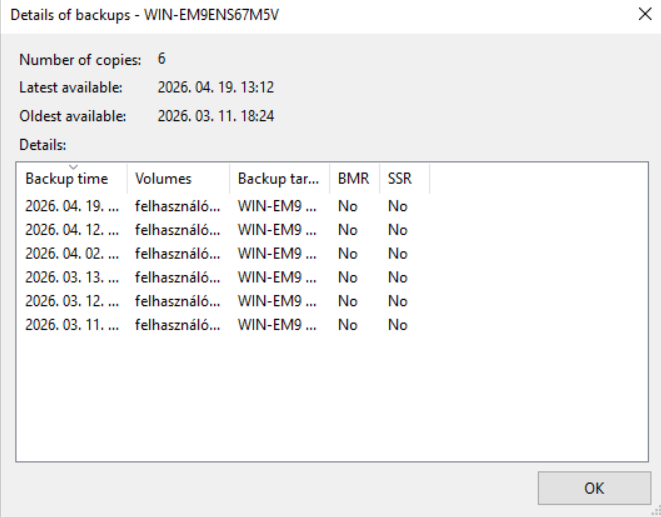 Details of backups - WIN-EM9ENS67M5V
Number of copies: 6
Latest available: 2026. 04. 19. 13:12
Oldest available: 2026. 03. 11. 18:24
Details:
Backup time Volumes Backup tar... BMR SSR
2026. 04. 19. ... felhasználó... WIN-EM9 ... No No
2026. 04. 12. ... felhasználó... WIN-EM9 ... No No
2026. 04. 02. ... felhasználó... WIN-EM9 ... No No
2026. 03. 13. ... felhasználó... WIN-EM9 ... No No
2026. 03. 12. ... felhasználó... WIN-EM9 ... No No
2026. 03. 11. ... felhasználó... WIN-EM9 ... No No
OK